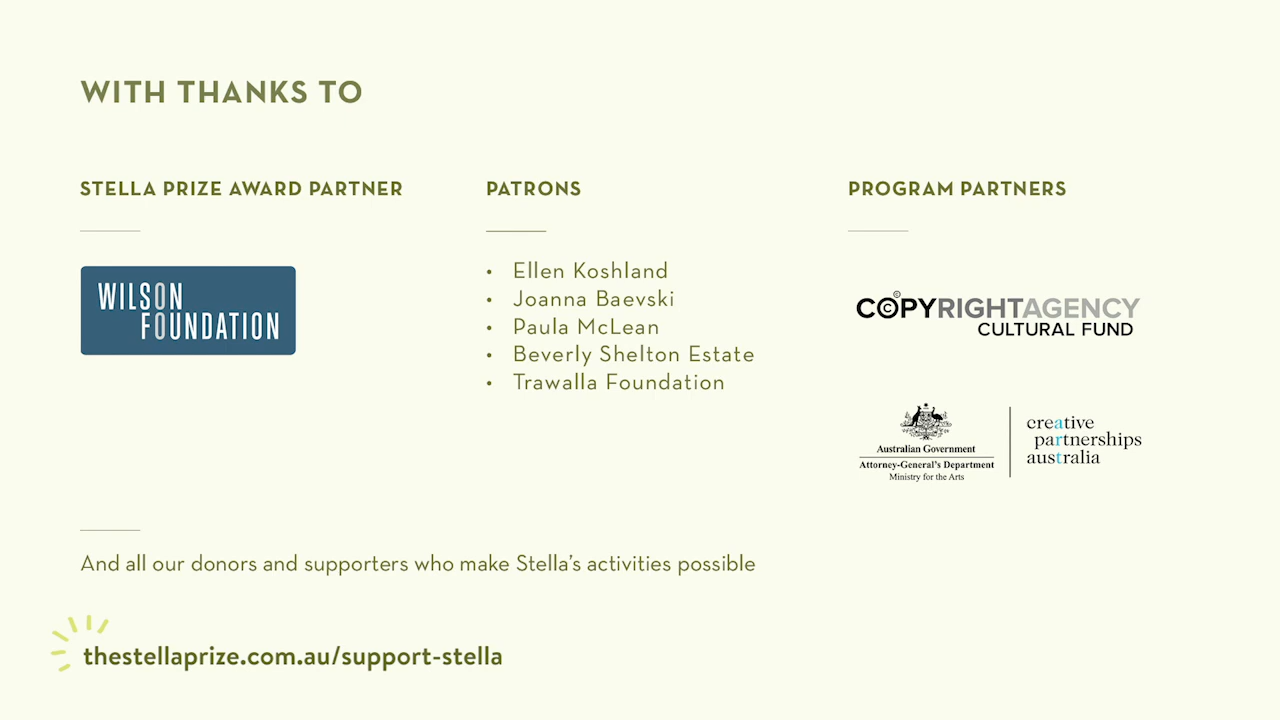 WITH THANKS TO
STELLA PRIZE AWARD PARTNER
WILSON
FOUNDATION
PATRONS
• Ellen Koshland
• Joanna Baevski
• Paula McLean
• Beverly Shelton Estate
• Trawalla Foundation
PROGRAM PARTNERS
COPYRIGHTAGENCY
CULTURAL FUND
Australian Government
Attorney-General's Department
Ministry for the Arts
creative
partnerships
australia
And all our donors and supporters who make Stella's activities possible
thestellaprize.com.au/support-stella